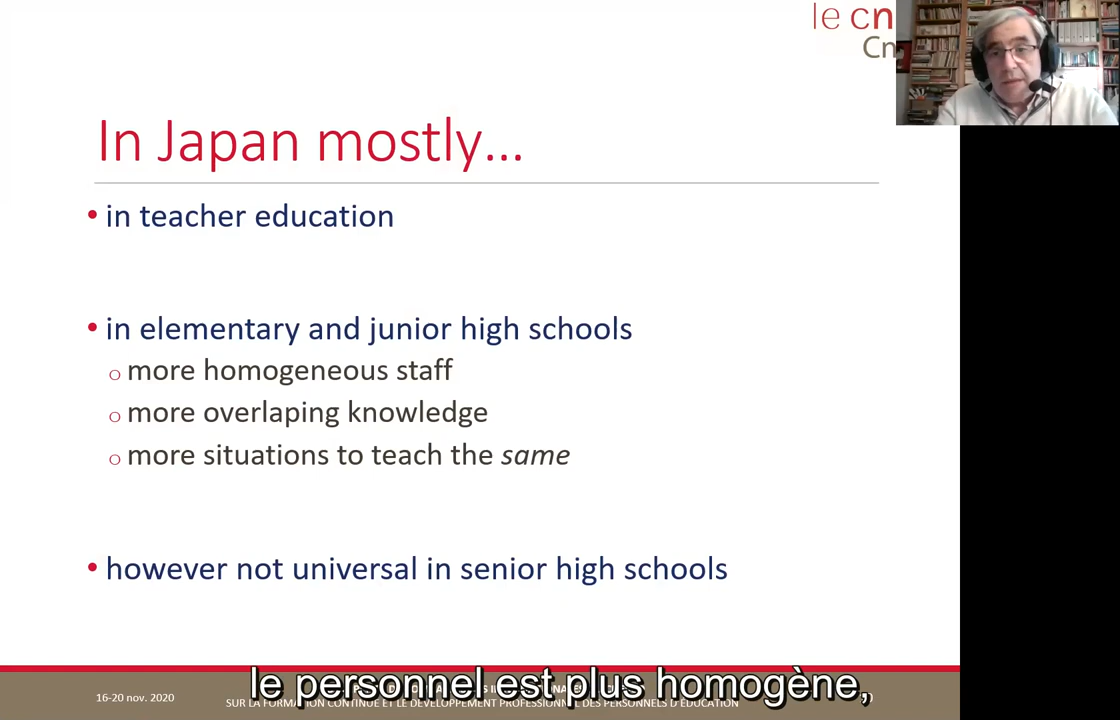 le cn
Cn
In Japan mostly...
• in teacher education
• in elementary and junior high schools
o more homogeneous staff
o more overlaping knowledge
o more situations to teach the same
• however not universal in senior high schools
le personnel est plus homogène,
16-20 nov. 2020
SUR LA FORMATION CONTINUE ET LE DÉVELOPPEMENT PROFESSIONNEL DES PERSONNELS D'ÉDUCATION